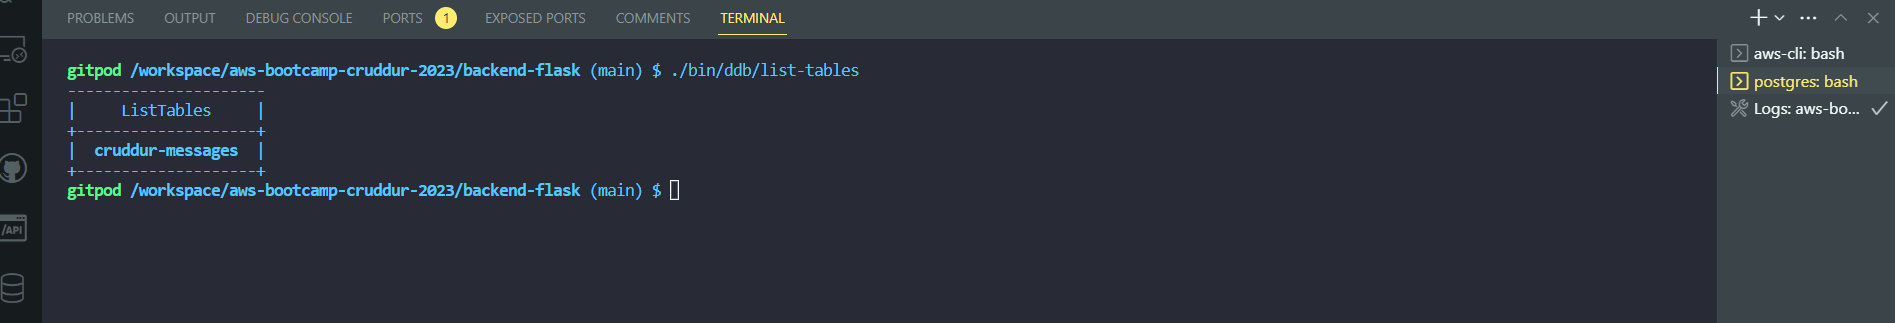 PROBLEMS OUTPUT DEBUG CONSOLE PORTS 1 EXPOSED PORTS COMMENTS TERMINAL
gitpod /workspace/aws-bootcamp-cruddur-2023/backend-flask (main) $ ./bin/ddb/list-tables
----------------------
|     ListTables     |
+--------------------+
|  cruddur-messages  |
+--------------------+
gitpod /workspace/aws-bootcamp-cruddur-2023/backend-flask (main) $
aws-cli: bash
postgres: bash
Logs: aws-bo...
/API